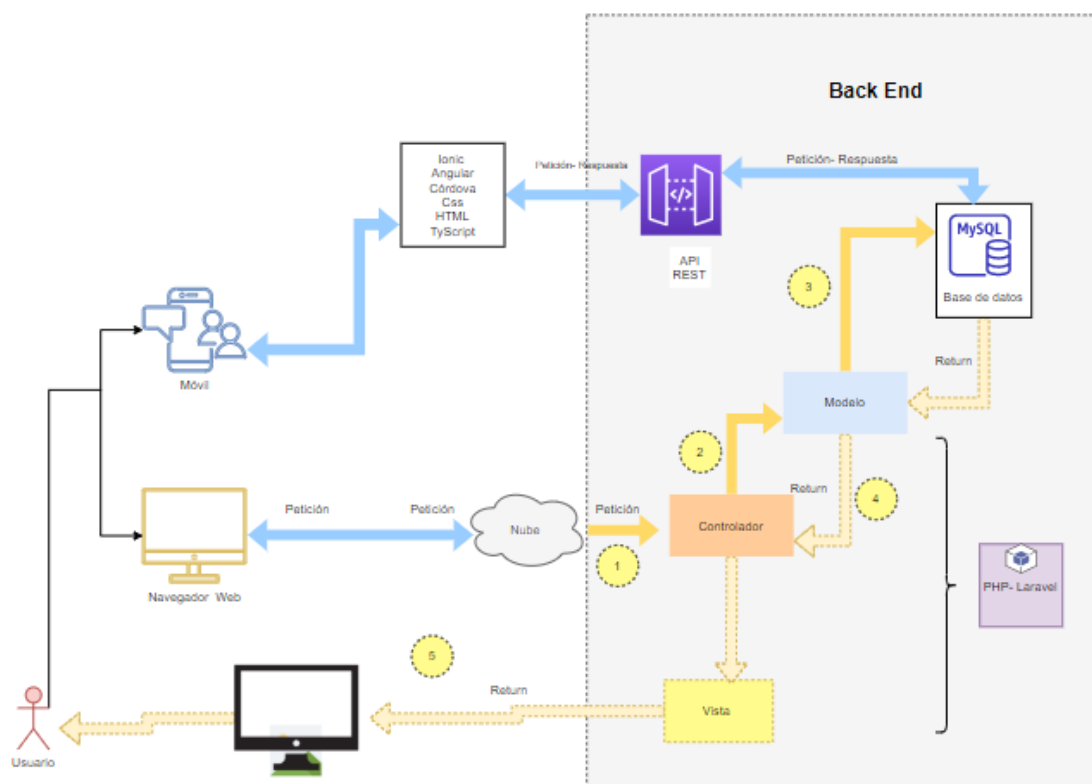 Back End
Ionic
Angular
Córdova
Css
HTML
TyScript
Petición- Respuesta
Petición- Respuesta
API
REST
MySQL
Base de datos
3
Return
Móvil
Modelo
2
Return
4
Petición
Petición
Nube
Petición
Controlador
1
PHP- Laravel
Navegador Web
5
Return
Vista
Usuario